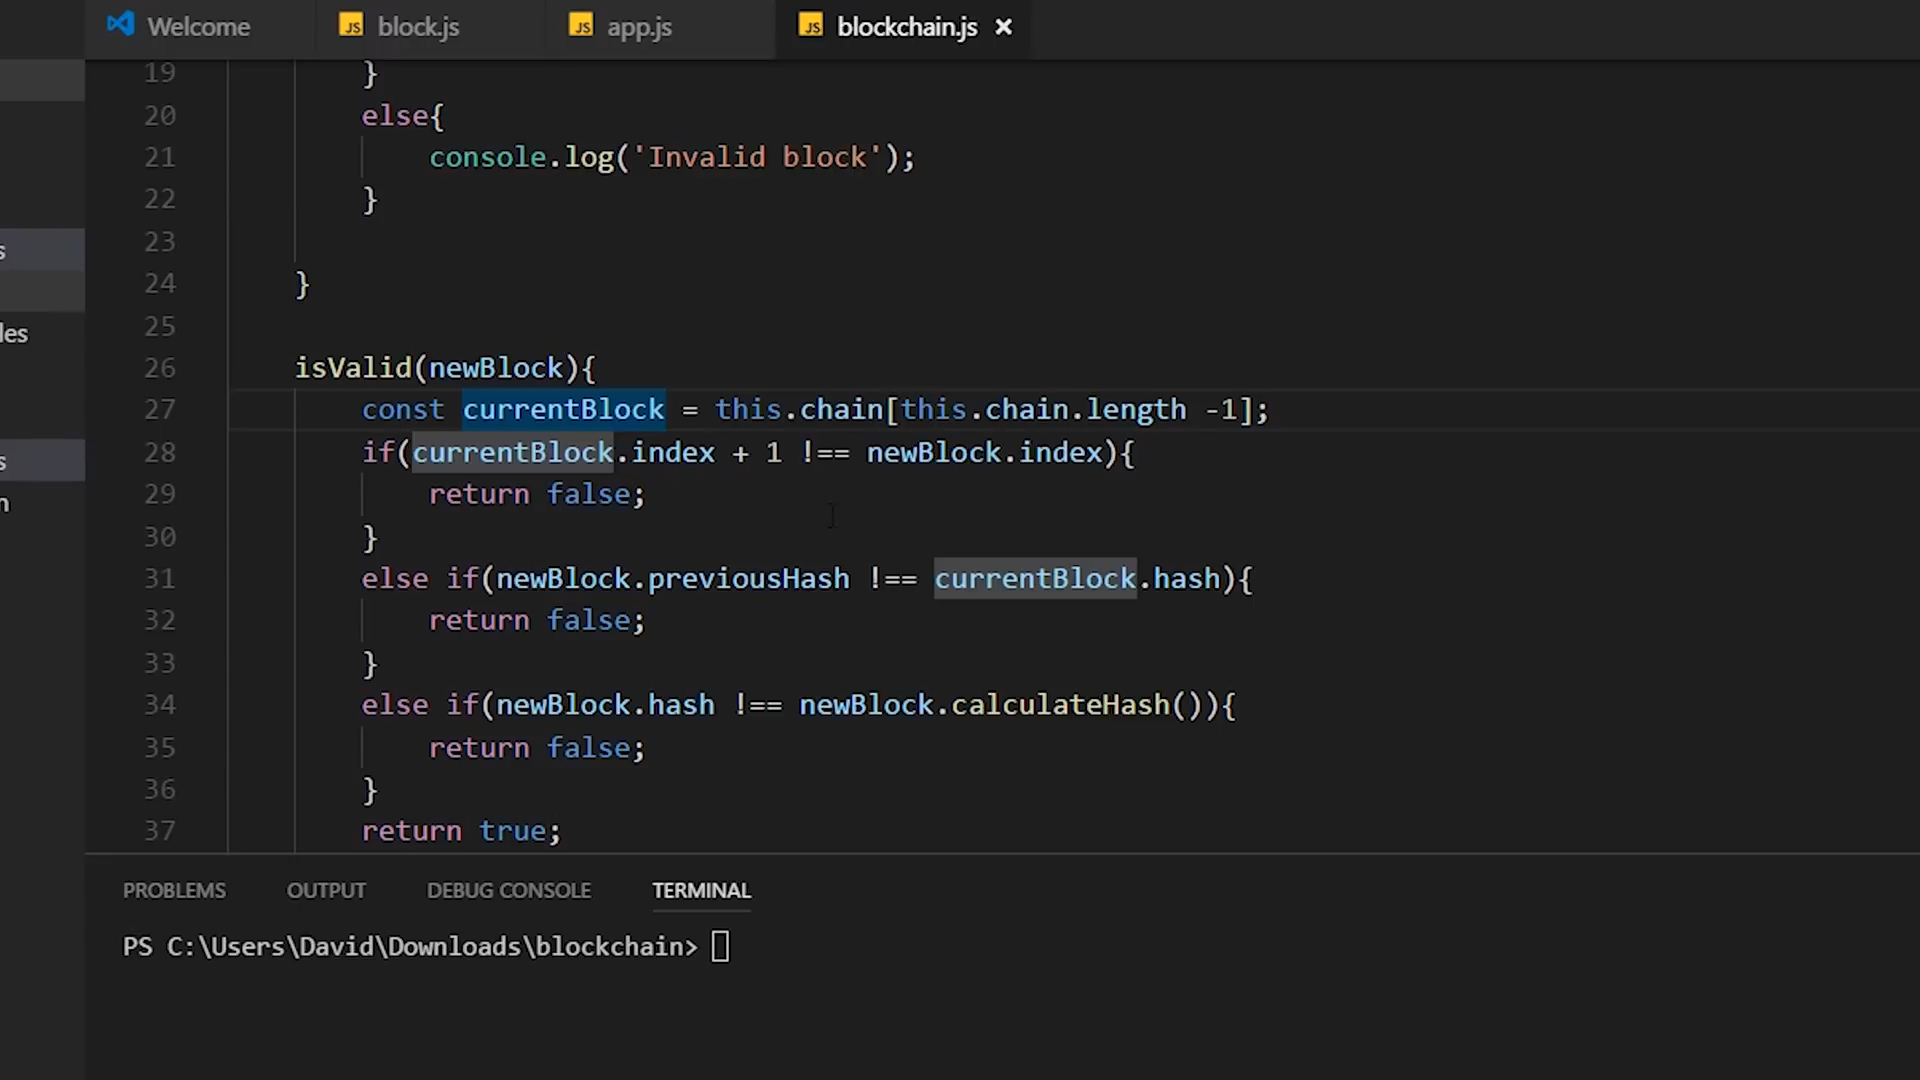 Welcome
JS block.js
JS app.js
JS blockchain.js ×
19 }
20 else{
21 console.log('Invalid block');
22 }
23
24 }
25
26 isValid(newBlock){
27 const currentBlock = this.chain[this.chain.length -1];
28 if(currentBlock.index + 1 !== newBlock.index){
29 return false;
30 }
31 else if(newBlock.previousHash !== currentBlock.hash){
32 return false;
33 }
34 else if(newBlock.hash !== newBlock.calculateHash()){
35 return false;
36 }
37 return true;
s
les
s
n
PROBLEMS OUTPUT DEBUG CONSOLE TERMINAL
PS C:\Users\David\Downloads\blockchain>